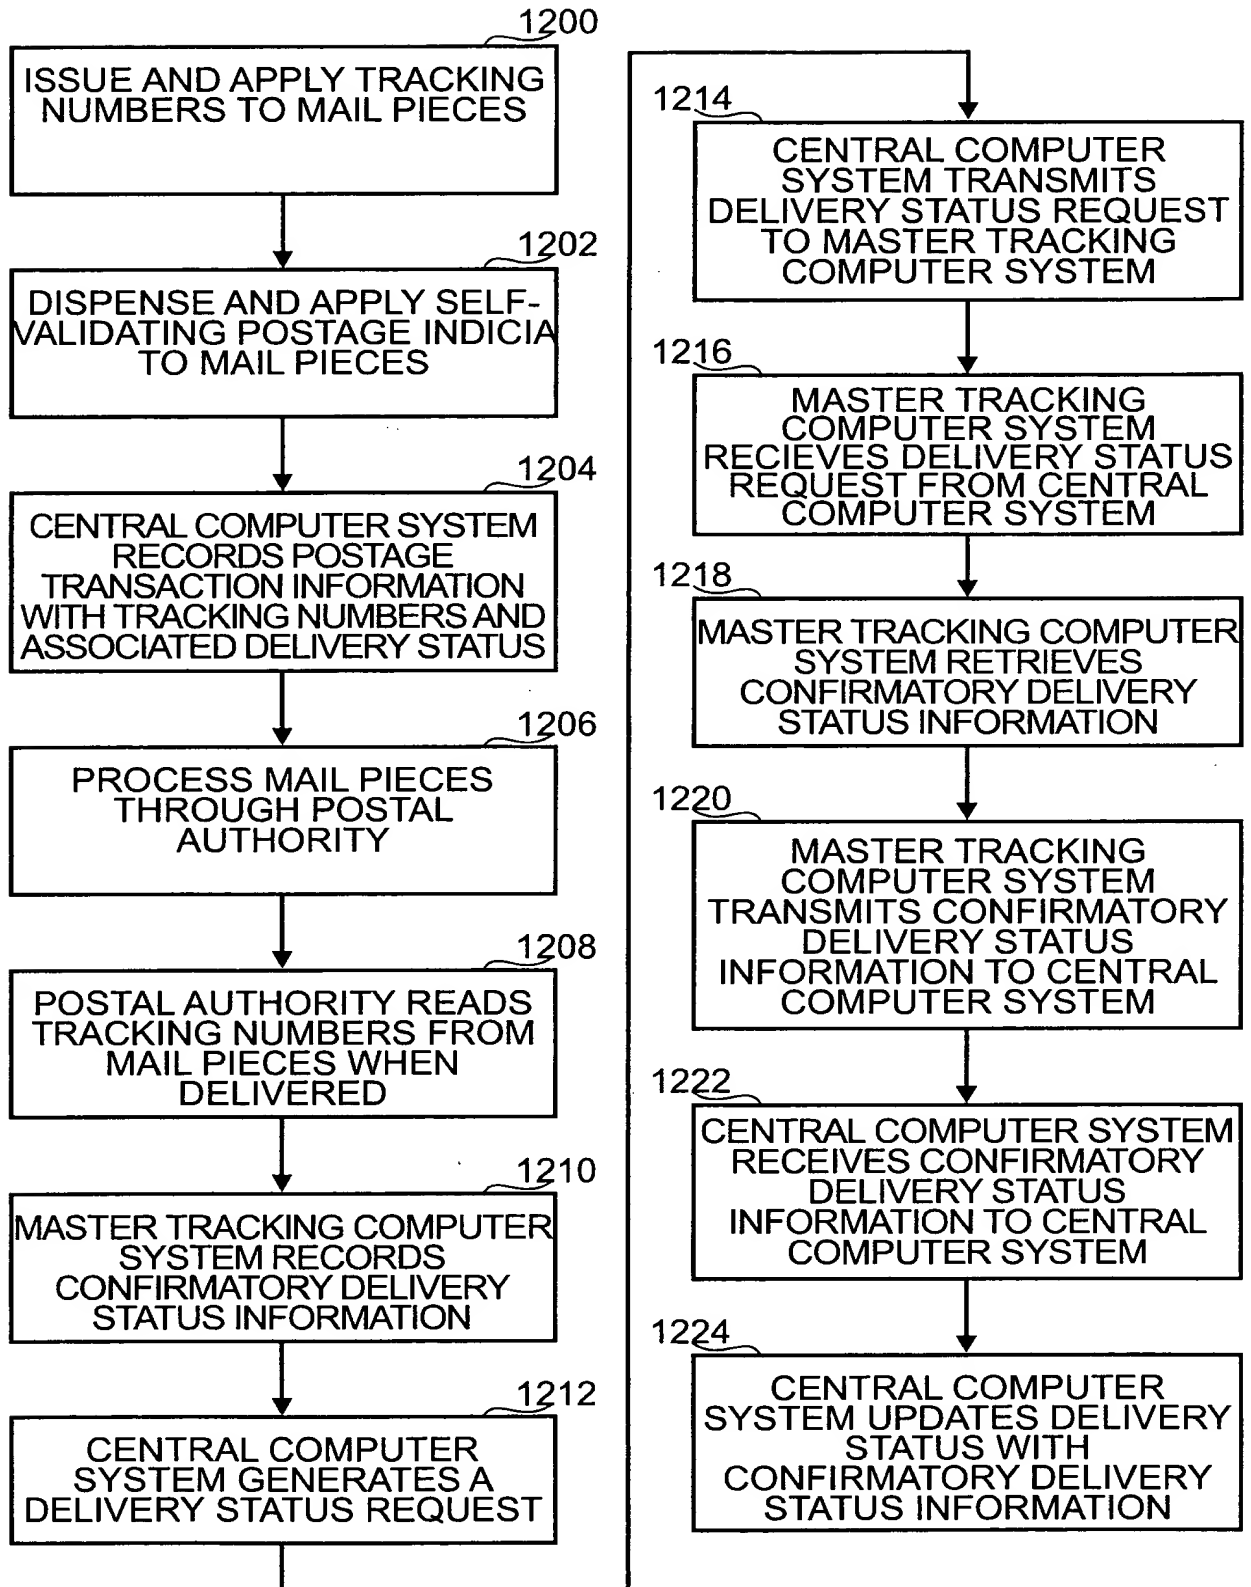 1200
ISSUE AND APPLY TRACKING
NUMBERS TO MAIL PIECES
1202
DISPENSE AND APPLY SELF-
VALIDATING POSTAGE INDICIA
TO MAIL PIECES
1204
CENTRAL COMPUTER SYSTEM
RECORDS POSTAGE
TRANSACTION INFORMATION
WITH TRACKING NUMBERS AND
ASSOCIATED DELIVERY STATUS
1206
PROCESS MAIL PIECES
THROUGH POSTAL
AUTHORITY
1208
POSTAL AUTHORITY READS
TRACKING NUMBERS FROM
MAIL PIECES WHEN
DELIVERED
1210
MASTER TRACKING COMPUTER
SYSTEM RECORDS
CONFIRMATORY DELIVERY
STATUS INFORMATION
1212
CENTRAL COMPUTER
SYSTEM GENERATES A
DELIVERY STATUS REQUEST
1214
CENTRAL COMPUTER
SYSTEM TRANSMITS
DELIVERY STATUS REQUEST
TO MASTER TRACKING
COMPUTER SYSTEM
1216
MASTER TRACKING
COMPUTER SYSTEM
RECIEVES DELIVERY STATUS
REQUEST FROM CENTRAL
COMPUTER SYSTEM
1218
MASTER TRACKING COMPUTER
SYSTEM RETRIEVES
CONFIRMATORY DELIVERY
STATUS INFORMATION
1220
MASTER TRACKING
COMPUTER SYSTEM
TRANSMITS CONFIRMATORY
DELIVERY STATUS
INFORMATION TO CENTRAL
COMPUTER SYSTEM
1222
CENTRAL COMPUTER SYSTEM
RECEIVES CONFIRMATORY
DELIVERY STATUS
INFORMATION TO CENTRAL
COMPUTER SYSTEM
1224
CENTRAL COMPUTER
SYSTEM UPDATES DELIVERY
STATUS WITH
CONFIRMATORY DELIVERY
STATUS INFORMATION